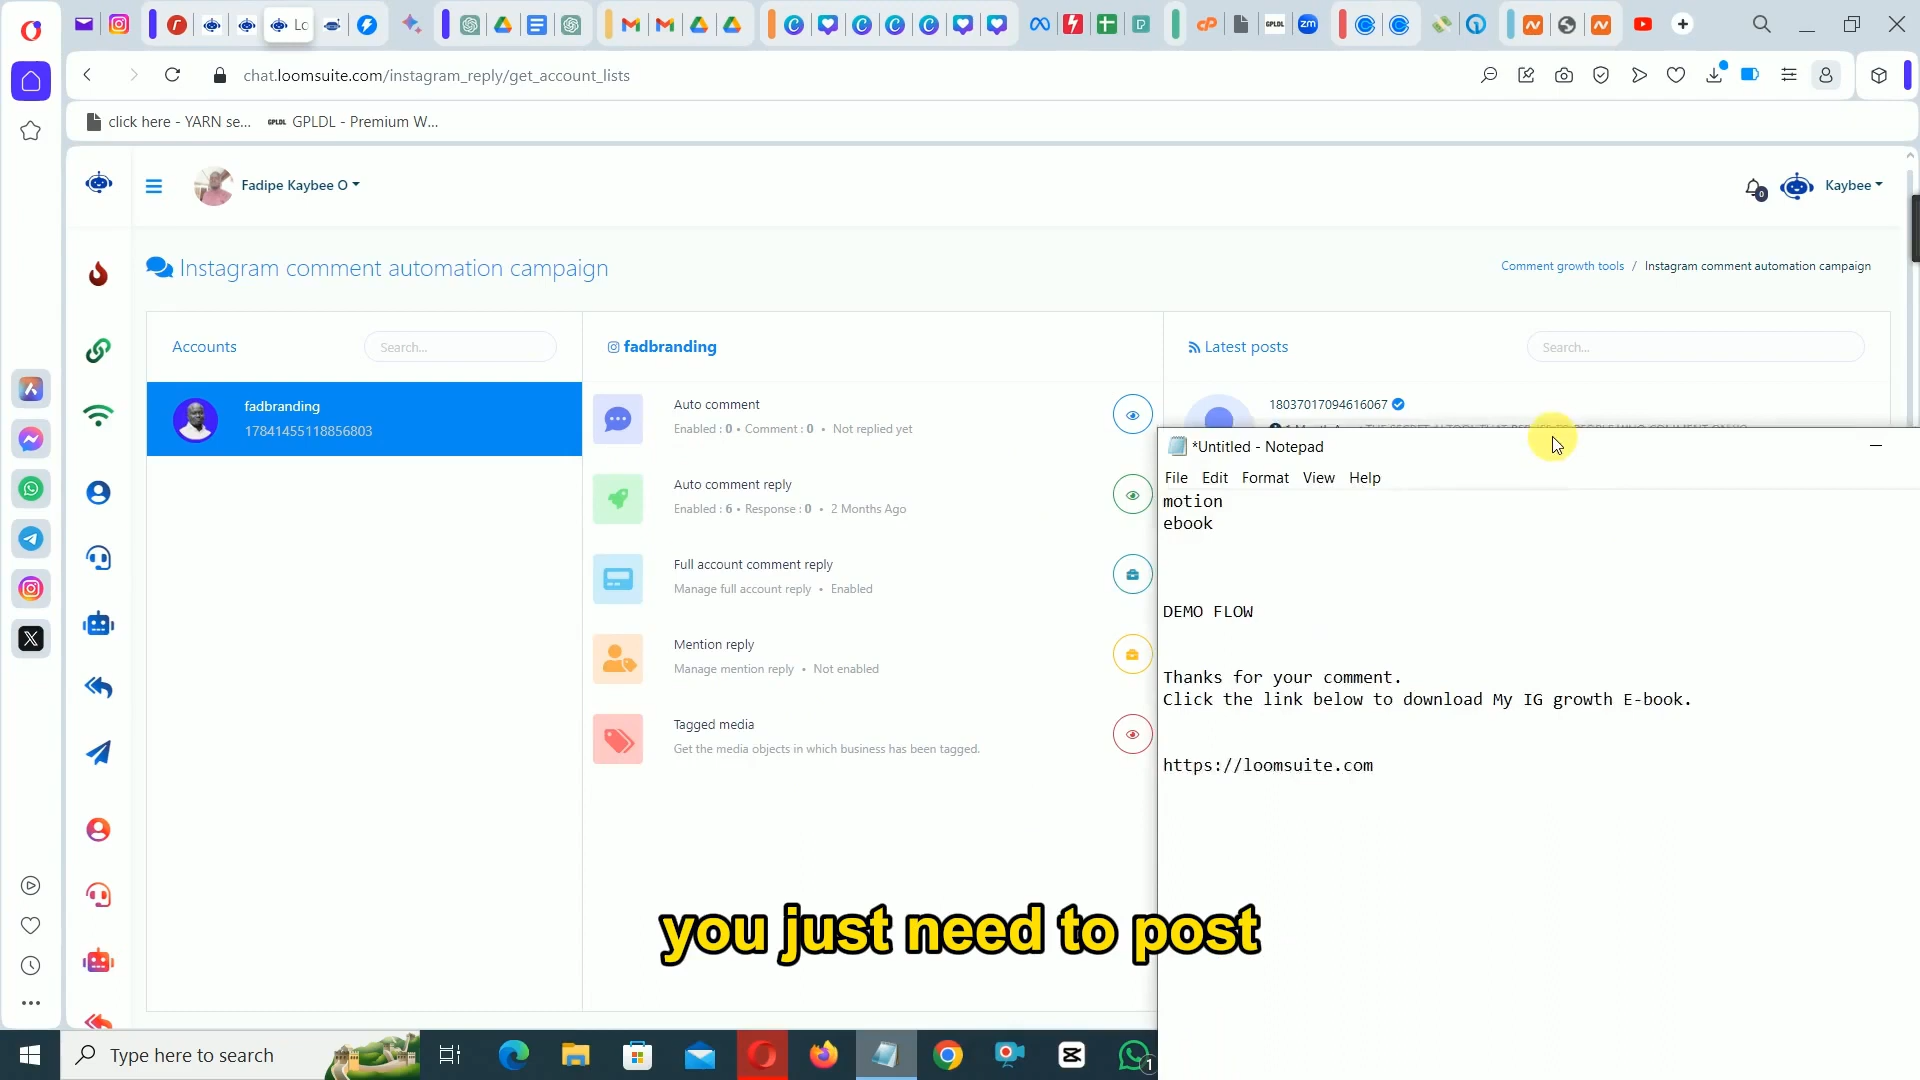 Lo
GPLDL
zm
chat.loomsuite.com/instagram_reply/get_account_lists
click here - YARN se...
GPLDL GPLDL - Premium W...
Fadipe Kaybee O
0
Kaybee
Instagram comment automation campaign
Comment growth tools / Instagram comment automation campaign
Accounts
Search...
fadbranding
Latest posts
Search...
fadbranding
17841455118856803
Auto comment
Enabled : 0 • Comment : 0 • Not replied yet
18037017094616067
Auto comment reply
Enabled : 6 • Response : 0 • 2 Months Ago
Full account comment reply
Manage full account reply • Enabled
Mention reply
Manage mention reply • Not enabled
Tagged media
Get the media objects in which business has been tagged.
*Untitled - Notepad
File Edit Format View Help
motion
ebook
DEMO FLOW
Thanks for your comment.
Click the link below to download My IG growth E-book.
https://loomsuite.com
you just need to post
Type here to search
1